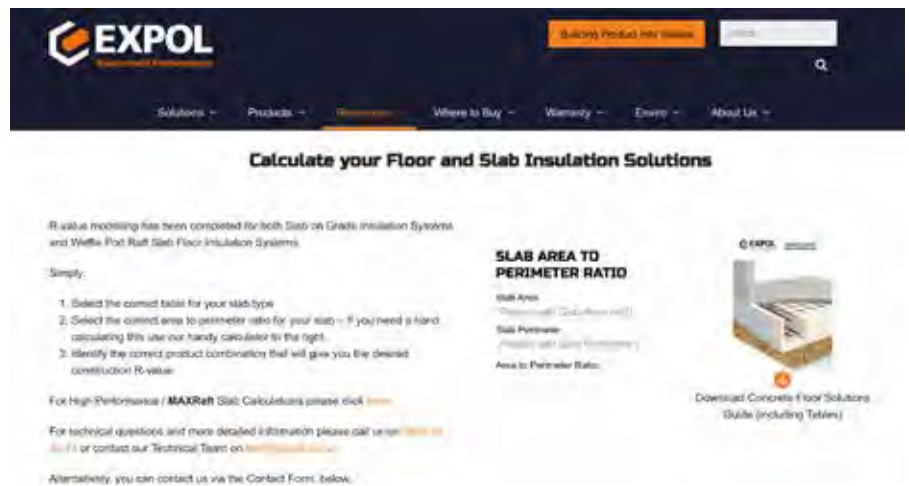 EXPOL
Building Product Info
Solutions
Products
Where to Buy
Warranty
Enviro
About Us
Calculate your Floor and Slab Insulation Solutions
R-value modelling has been completed for both Slab on Grade Insulation Systems
and Waffle Pod Raft Slab Floor Insulation Systems.
Simply:
1. Select the correct table for your slab type
2. Select the correct area to perimeter ratio for your slab – If you need a hand
calculating this use our handy calculator to the right.
3. Identify the correct product combination that will give you the desired
construction R-value
For High Performance / MAXRaft Slab Calculations please click
For technical questions and more detailed information please call us on
or contact our Technical Team on
Alternatively, you can contact us via the Contact Form, below.
SLAB AREA TO
PERIMETER RATIO
Slab Area:
Slab Perimeter:
Area to Perimeter Ratio:
EXPOL
Download Concrete Floor Solutions
Guide (including Tables)